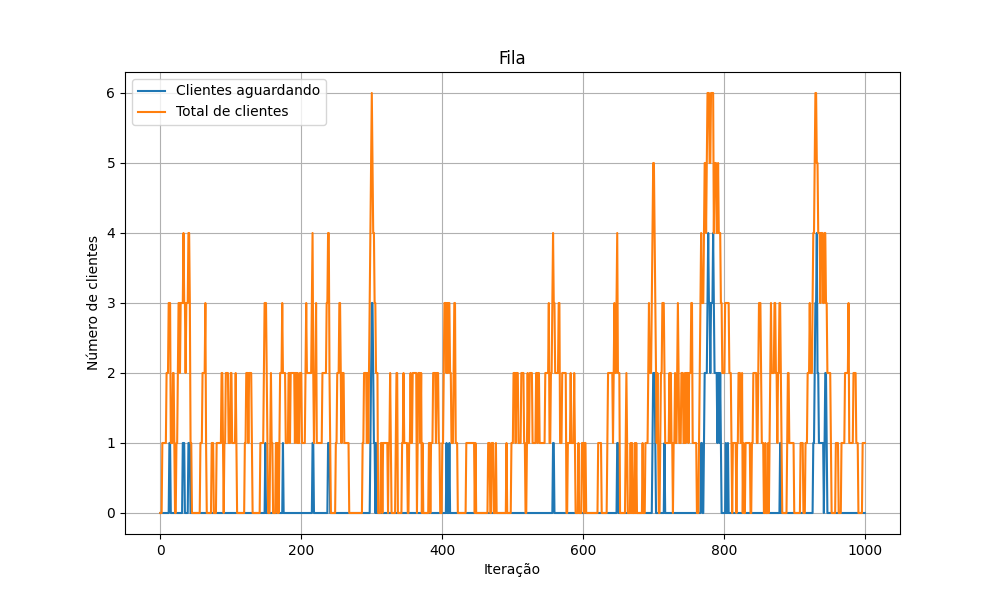 Fila
Clientes aguardando
Total de clientes
Número de clientes
6
5
4
3
2
1
0
0 200 400 600 800 1000
Iteração